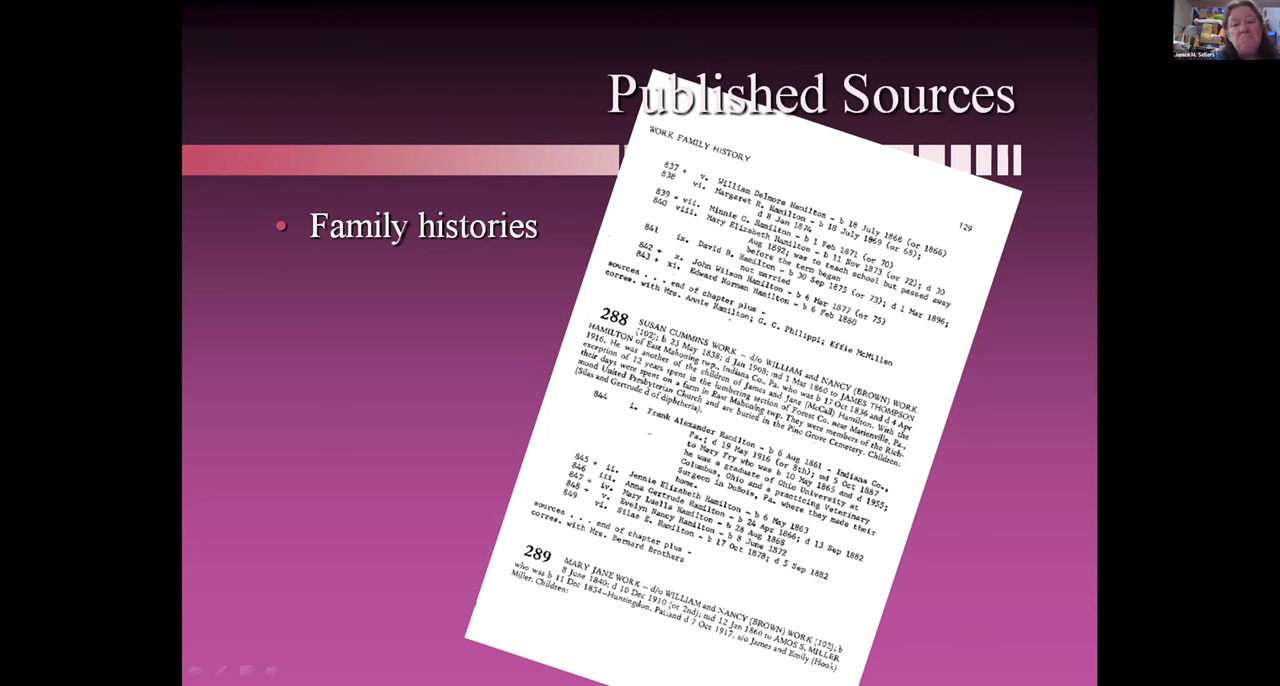 Published Sources
Janice M. Sellers
• Family histories
WORK FAMILY HISTORY
129
837 + v. William Delmore Hamilton - b 18 July 1868 (or 1866)
838 vi. Margaret R. Hamilton - b 18 July 1869 (or 68);
d 8 Jan 1874
839 + vii. Minnie G. Hamilton - b 1 Feb 1871 (or 70)
840 viii. Mary Elizabeth Hamilton - b 11 Nov 1873 (or 72); d 30
Aug 1892; was to teach school but passed away
before the term began
841 ix. David B. Hamilton - b 30 Sep 1875 (or 73); d 1 Mar 1896;
not married
842 + x. John Wilson Hamilton - b 6 Mar 1877 (or 75)
843 + xi. Edward Norman Hamilton - b 6 Feb 1880
sources . . . end of chapter plus -
corres. with Mrs. Annie Hamilton; G. C. Philippi; Effie McMillen
288 SUSAN CUMMINS WORK - d/o WILLIAM and NANCY (BROWN) WORK
(102); b 23 May 1838; d Jan 1908; md 1 Mar 1860 to JAMES THOMPSON
HAMILTON of East Mahoning twp., Indiana Co., Pa. who was b 17 Oct 1836 and d 4 Apr
1916. He was another of the children of James and Jane (McCall) Hamilton. With the
exception of 12 years spent in the lumbering section of Forest Co. near Marienville, Pa.,
their days were spent on a farm in East Mahoning twp. They were members of the Rich-
mond United Presbyterian Church and are buried in the Pine Grove Cemetery. Children:
(Silas and Gertrude d of diphtheria).
844 i. Frank Alexander Hamilton - b 6 Aug 1861 - Indiana Co.,
Pa.; d 19 May 1916 (or 8th); md 5 Oct 1887
to Mary Fry who was b 10 May 1865 and d 1955;
he was a graduate of Ohio University at
Columbus, Ohio and a practicing Veterinary
Surgeon in DuBois, Pa. where they made their
home.
845 + ii. Jennie Elizabeth Hamilton - b 6 May 1863
846 iii. Anna Gertrude Hamilton - b 24 Apr 1866; d 13 Sep 1882
847 + iv. Mary Luella Hamilton - b 28 Aug 1868
848 + v. Evelyn Nancy Hamilton - b 8 June 1872
849 vi. Silas E. Hamilton - b 17 Oct 1878; d 5 Sep 1882
sources . . . end of chapter plus -
corres. with Mrs. Bernard Brothers
289 MARY JANE WORK - d/o WILLIAM and NANCY (BROWN) WORK (102); b
8 June 1840; d 10 Dec 1910 (or 2nd); md 12 Jan 1860 to AMOS S. MILLER
who was b 11 Dec 1834-Huntingdon, Pa. and d 7 Oct 1917, s/o James and Emily (Hook)
Miller. Children: